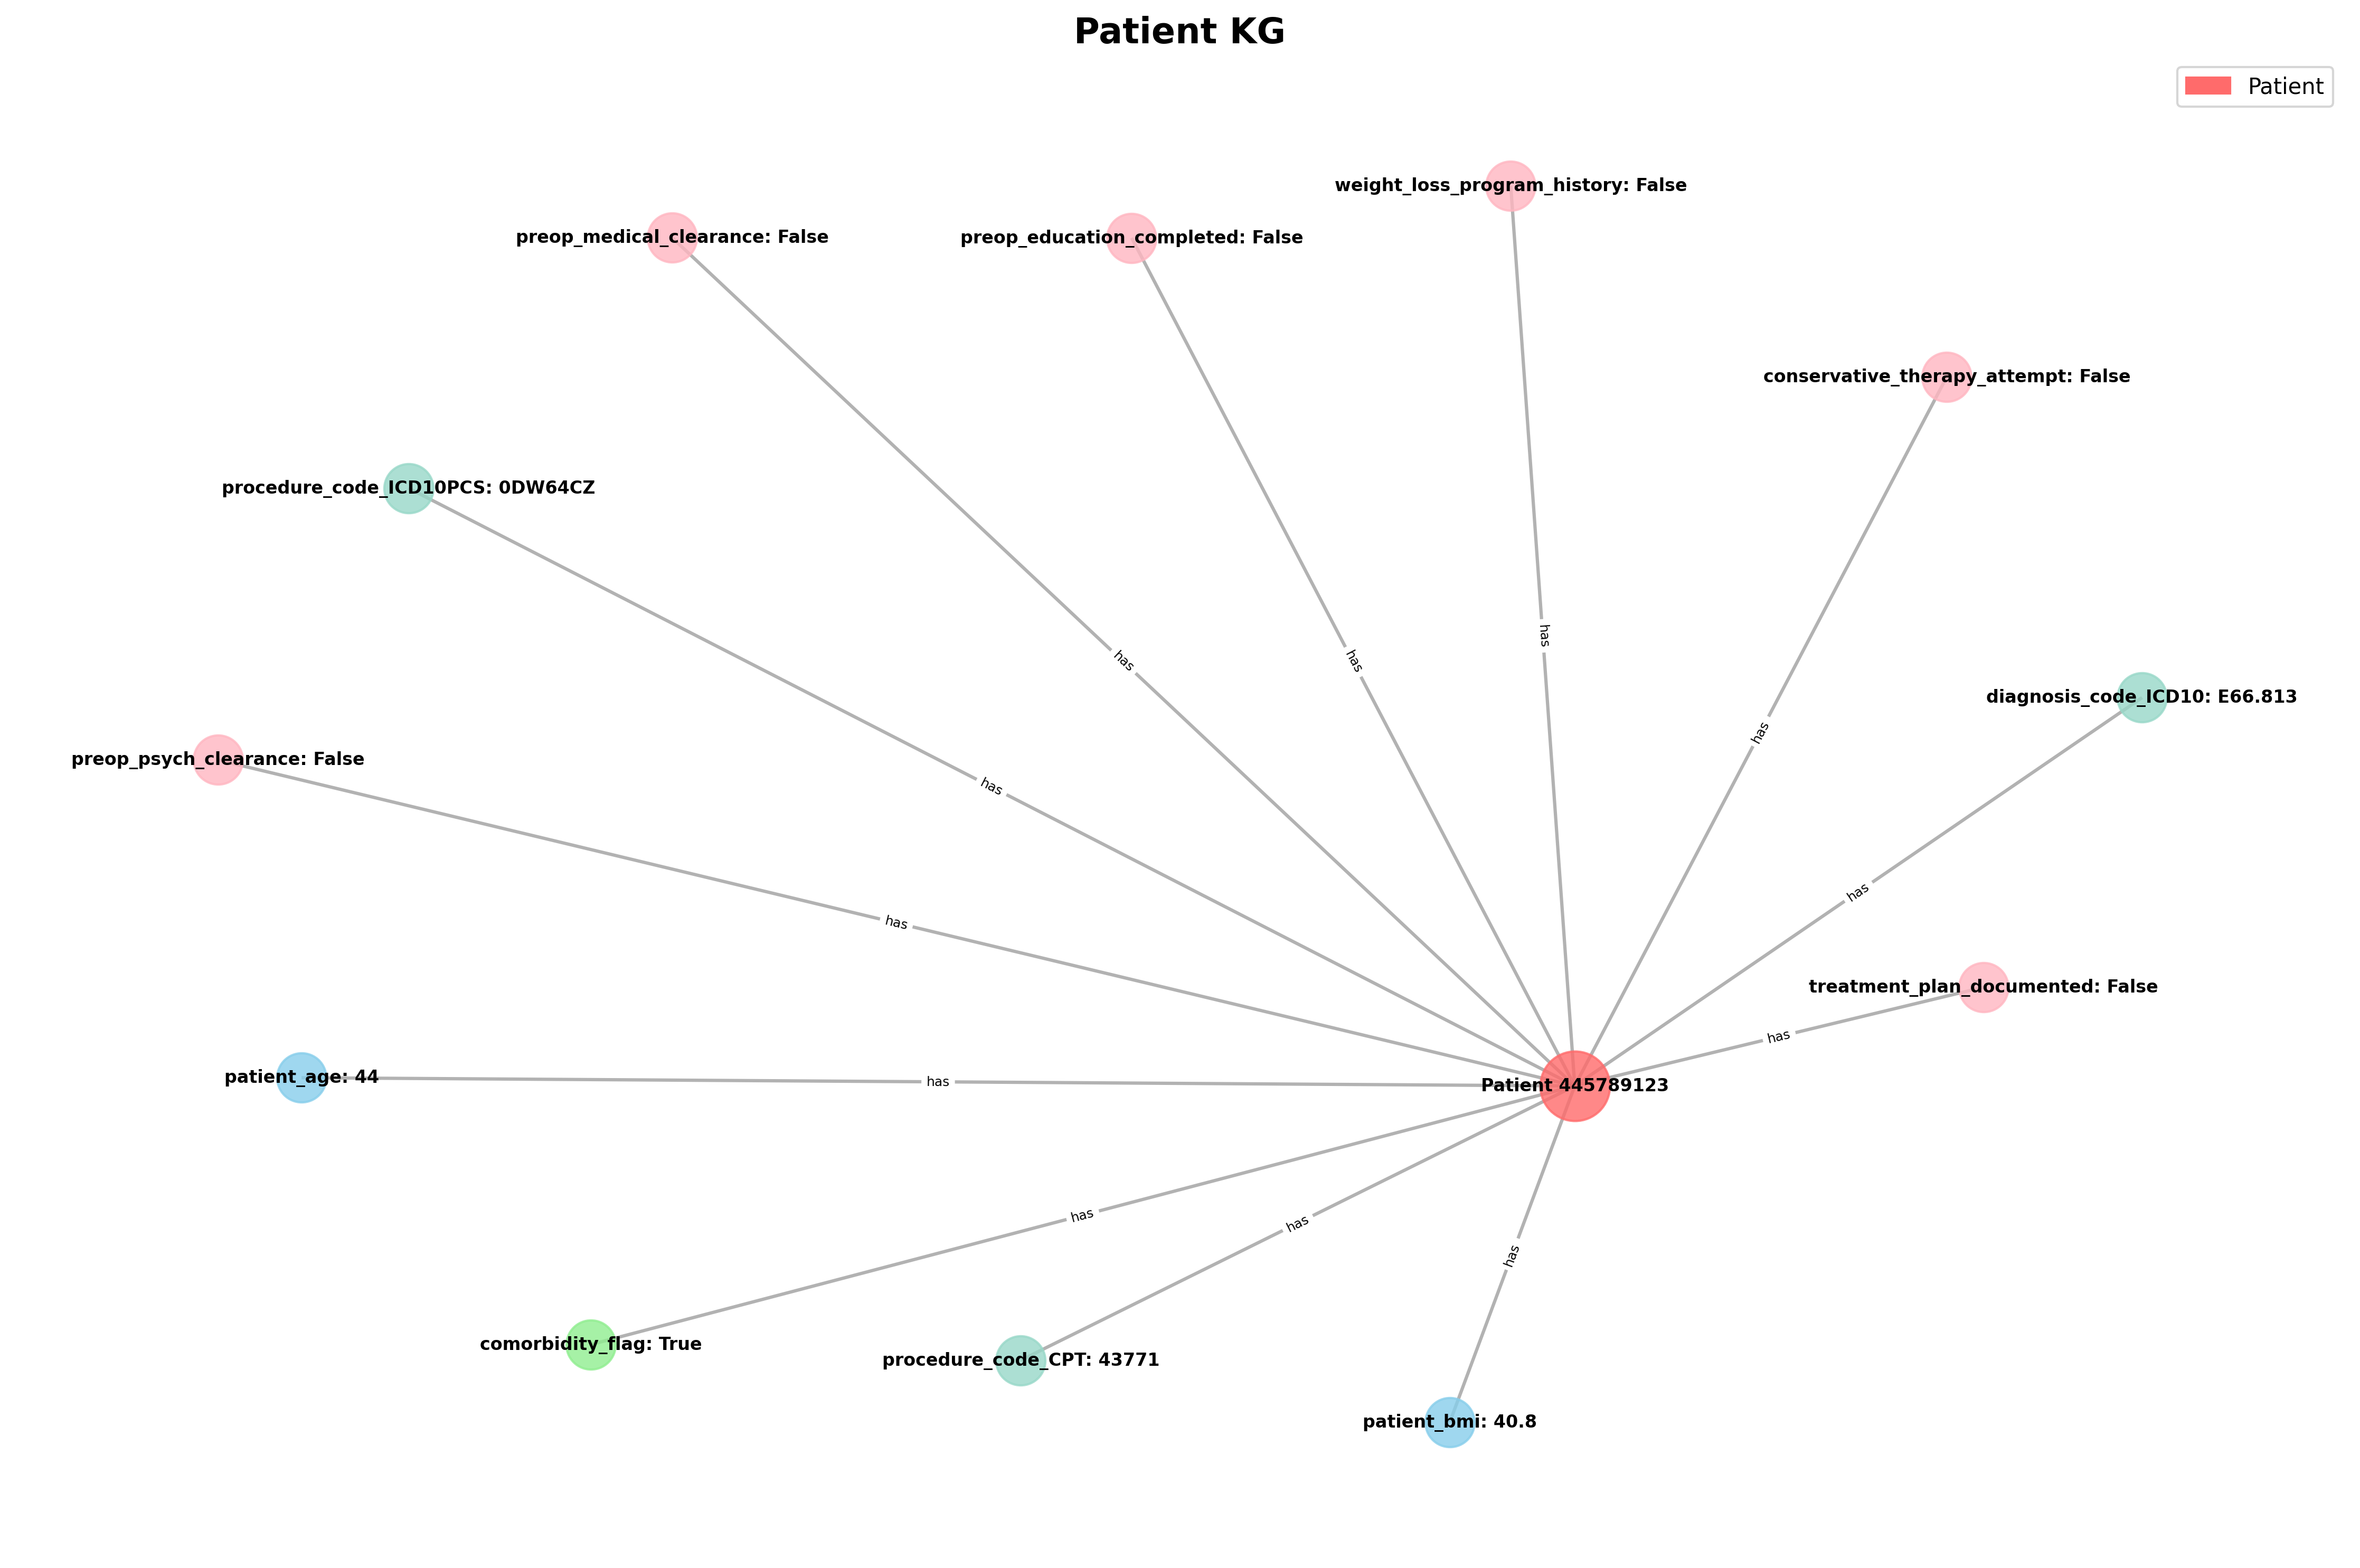 Patient KG
Patient
weight_loss_program_history: False
preop_medical_clearance: False
preop_education_completed: False
conservative_therapy_attempt: False
procedure_code_ICD10PCS: 0DW64CZ
has
has
has
diagnosis_code_ICD10: E66.813
has
preop_psych_clearance: False
has
has
has
treatment_plan_documented: False
has
patient_age: 44
has
Patient 445789123
has
has
has
comorbidity_flag: True
procedure_code_CPT: 43771
patient_bmi: 40.8